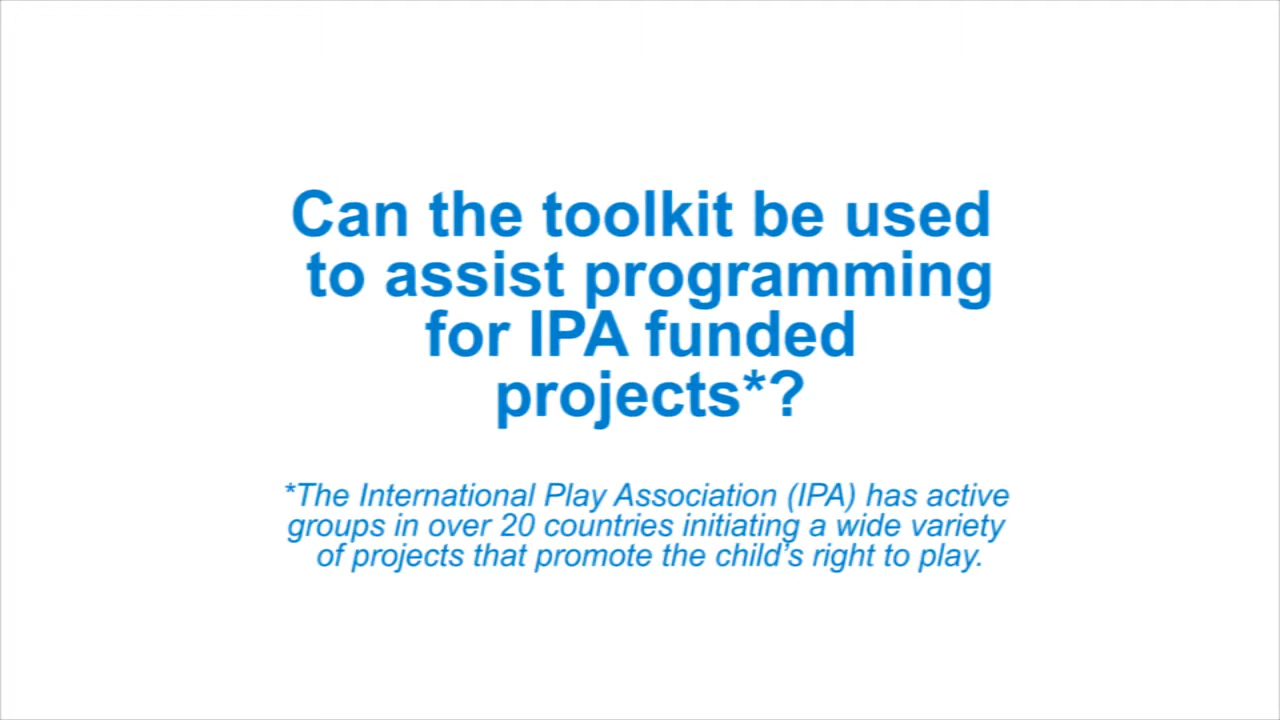 Can the toolkit be used
to assist programming
for IPA funded
projects*?
*The International Play Association (IPA) has active
groups in over 20 countries initiating a wide variety
of projects that promote the child’s right to play.